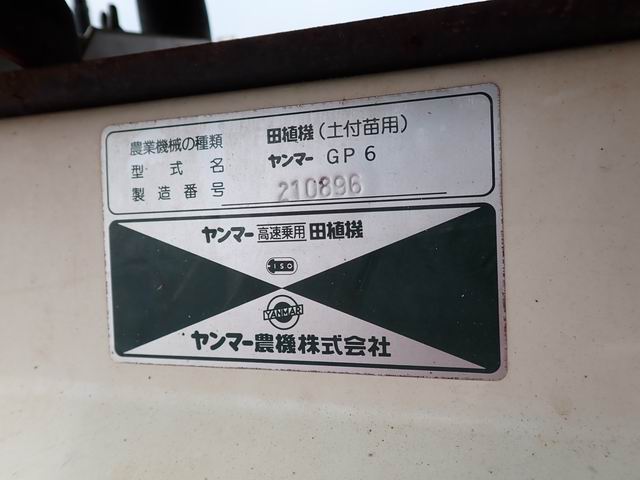 農業機械の種類 田植機(土付苗用)
型式名 ヤンマー GP6
製造番号 210896
ヤンマー高速乗用田植機
ISO
YANMAR
ヤンマー農機株式会社